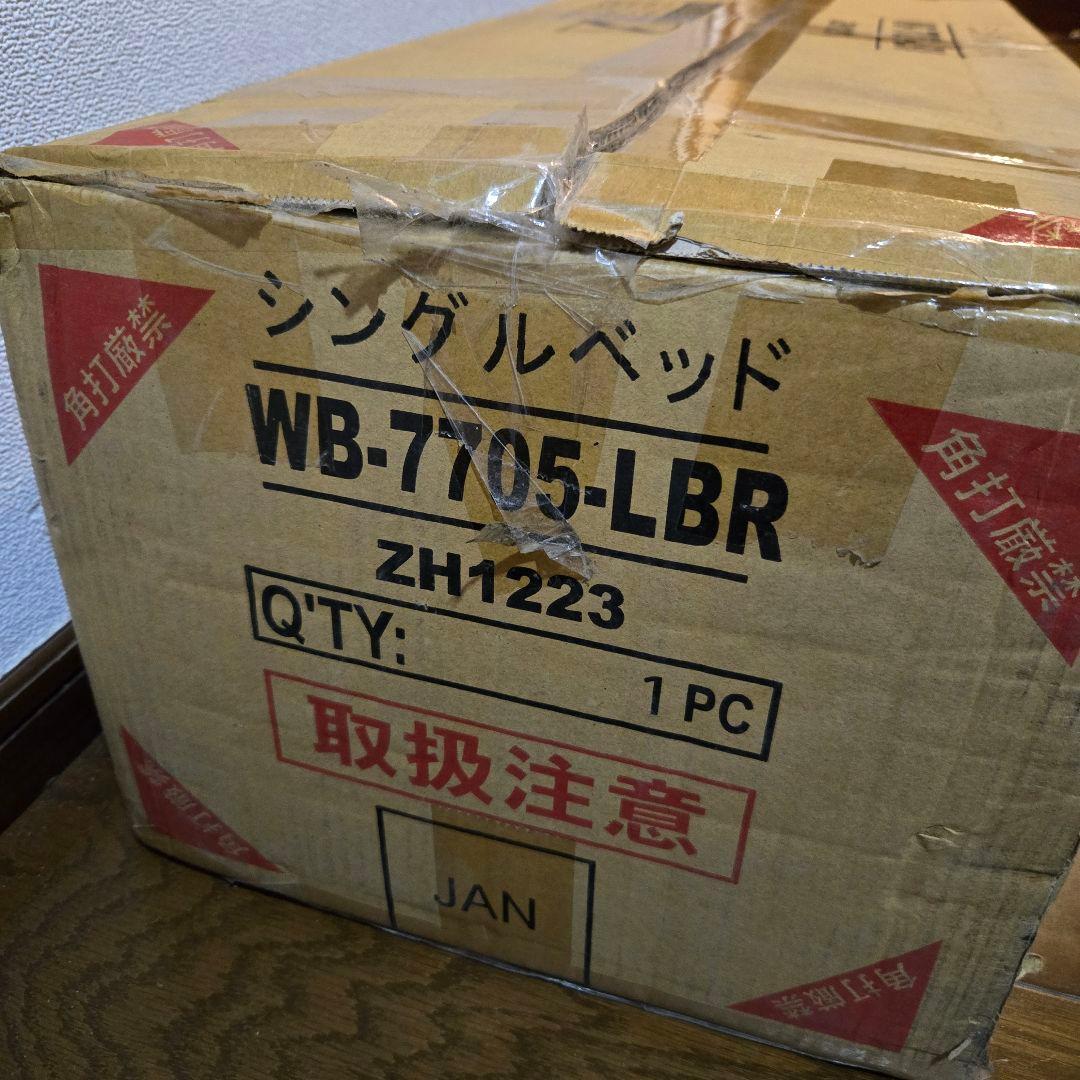 シングルベッド
WB-7705-LBR
ZH1223
Q'TY:
1 PC
取扱注意
JAN
角打厳禁
角打厳禁
角打厳禁
角打厳禁